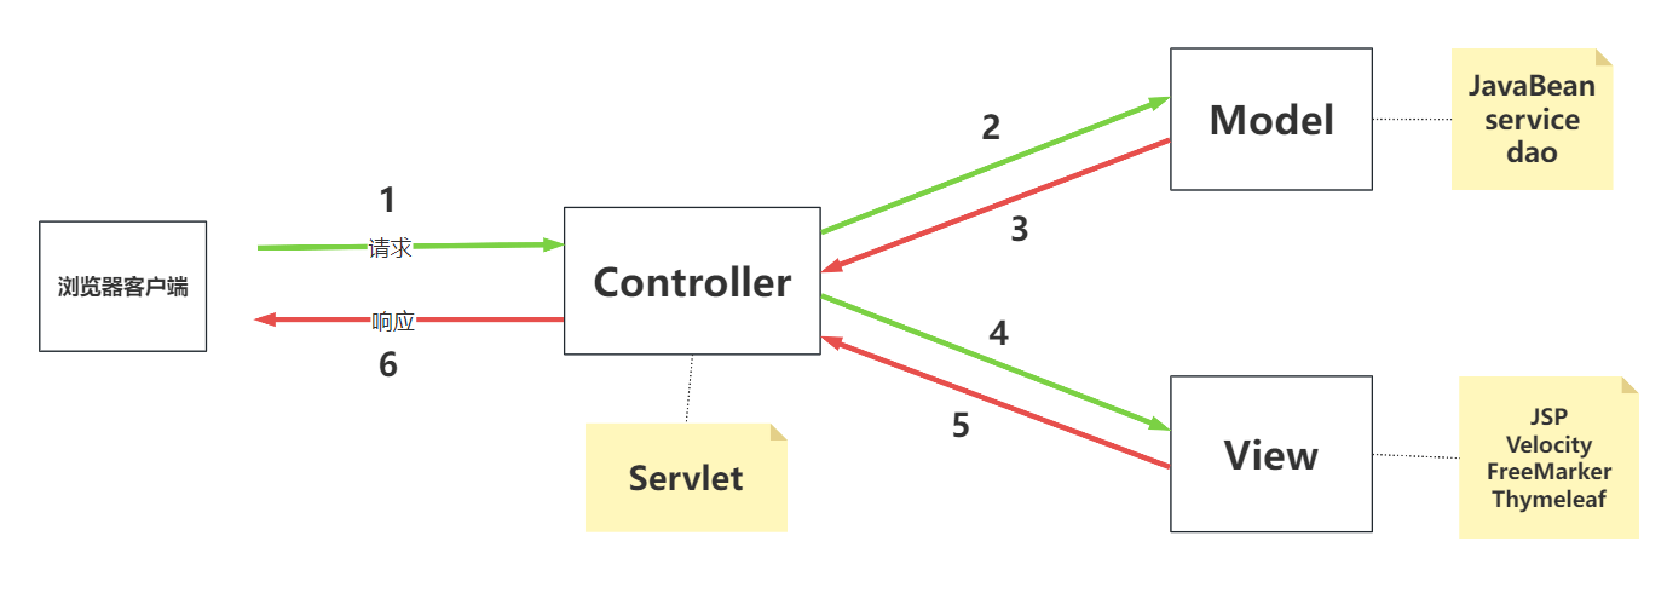 1
请求
浏览器客户端
响应
6
Controller
Servlet
2
3
Model
JavaBean
service
dao
4
5
View
JSP
Velocity
FreeMarker
Thymeleaf